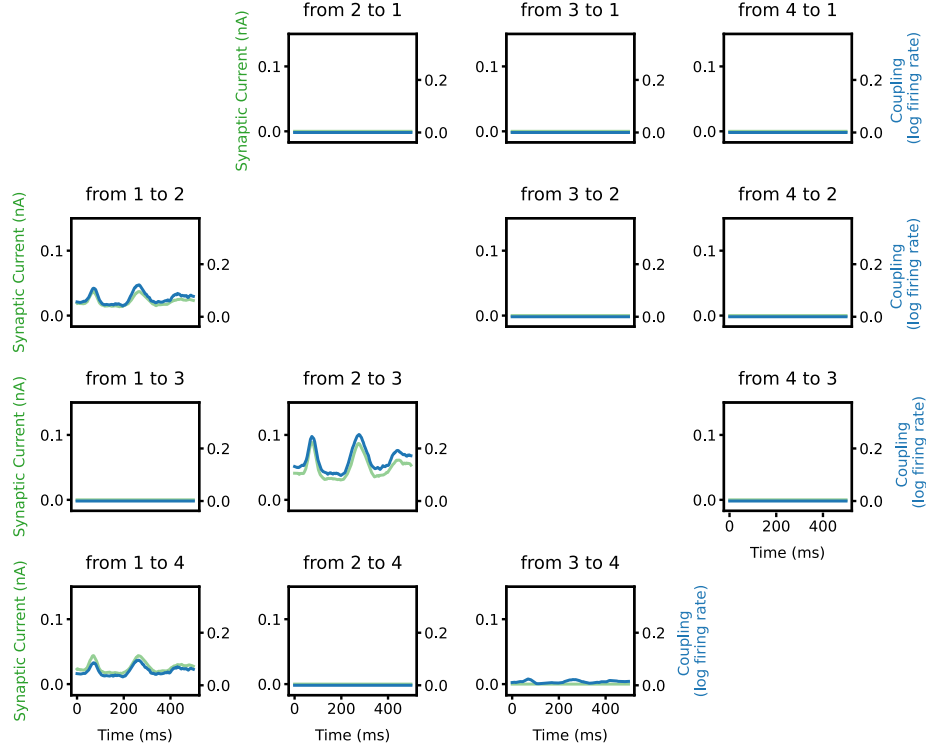 from 2 to 1
from 3 to 1
from 4 to 1
Synaptic Current (nA)
0.1
0.0
0.2
0.0
0.1
0.0
0.2
0.0
0.1
0.0
0.2
0.0
Coupling
(log firing rate)
from 1 to 2
from 3 to 2
from 4 to 2
Synaptic Current (nA)
0.1
0.0
0.2
0.0
0.1
0.0
0.2
0.0
0.1
0.0
0.2
0.0
Coupling
(log firing rate)
from 1 to 3
from 2 to 3
from 4 to 3
Synaptic Current (nA)
0.1
0.0
0.2
0.0
0.1
0.0
0.2
0.0
0.1
0.0
0.2
0.0
Coupling
(log firing rate)
0 200 400
Time (ms)
from 1 to 4
from 2 to 4
from 3 to 4
Synaptic Current (nA)
0.1
0.0
0.2
0.0
0.1
0.0
0.2
0.0
0.1
0.0
0.2
0.0
Coupling
(log firing rate)
0 200 400
0 200 400
0 200 400
Time (ms)
Time (ms)
Time (ms)